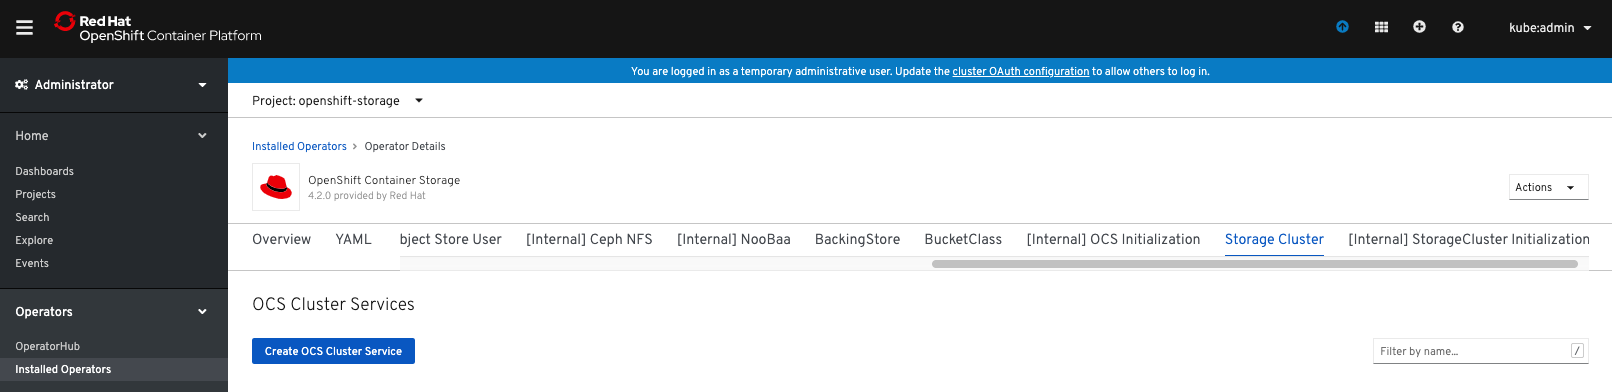 Red Hat
OpenShift Container Platform
kube:admin
Administrator
You are logged in as a temporary administrative user. Update the cluster OAuth configuration to allow others to log in.
Project: openshift-storage
Home
Dashboards
Projects
Search
Explore
Events
Operators
OperatorHub
Installed Operators
Installed Operators > Operator Details
OpenShift Container Storage
4.2.0 provided by Red Hat
Actions
Overview YAML bject Store User [Internal] Ceph NFS [Internal] NooBaa BackingStore BucketClass [Internal] OCS Initialization Storage Cluster [Internal] StorageCluster Initialization
OCS Cluster Services
Create OCS Cluster Service
Filter by name... /